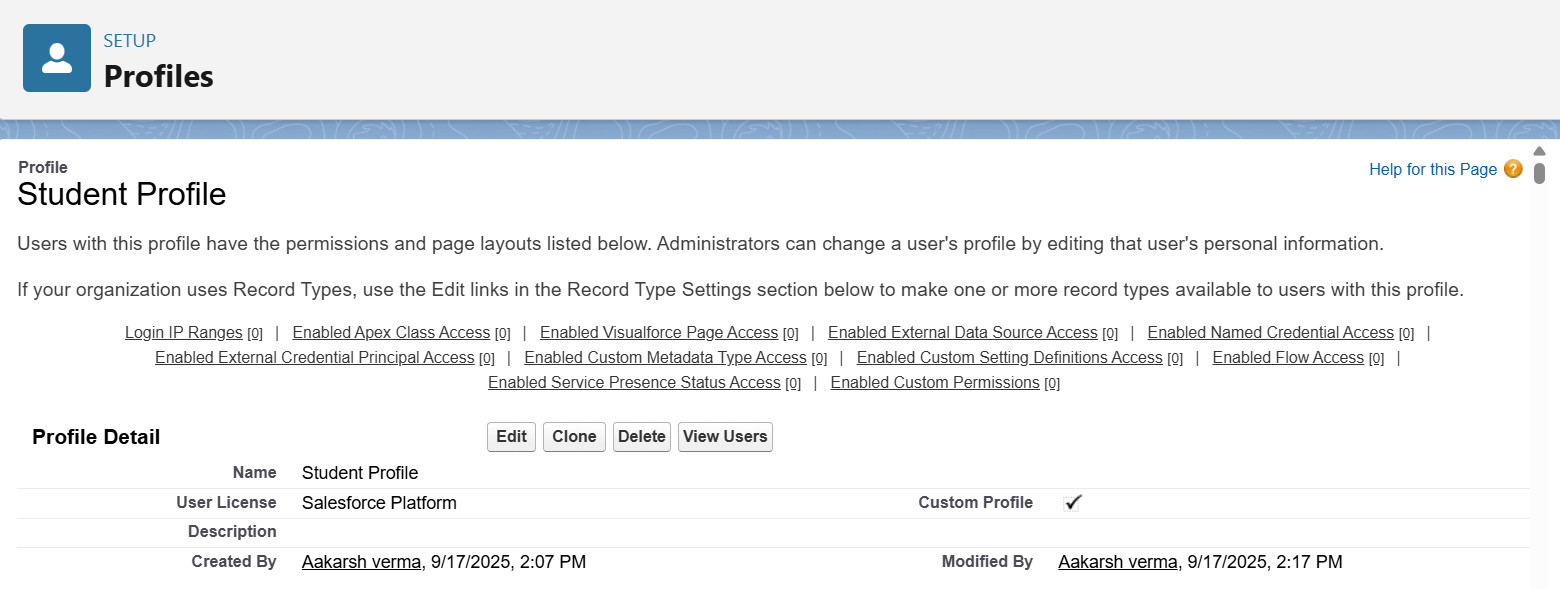 SETUP
Profiles
Profile
Help for this Page ?
Student Profile
Users with this profile have the permissions and page layouts listed below. Administrators can change a user's profile by editing that user's personal information.
If your organization uses Record Types, use the Edit links in the Record Type Settings section below to make one or more record types available to users with this profile.
Login IP Ranges [0] | Enabled Apex Class Access [0] | Enabled Visualforce Page Access [0] | Enabled External Data Source Access [0] | Enabled Named Credential Access [0] |
Enabled External Credential Principal Access [0] | Enabled Custom Metadata Type Access [0] | Enabled Custom Setting Definitions Access [0] | Enabled Flow Access [0] |
Enabled Service Presence Status Access [0] | Enabled Custom Permissions [0]
Profile Detail Edit Clone Delete View Users
Name Student Profile
User License Salesforce Platform Custom Profile ✓
Description
Created By Aakarsh verma, 9/17/2025, 2:07 PM Modified By Aakarsh verma, 9/17/2025, 2:17 PM